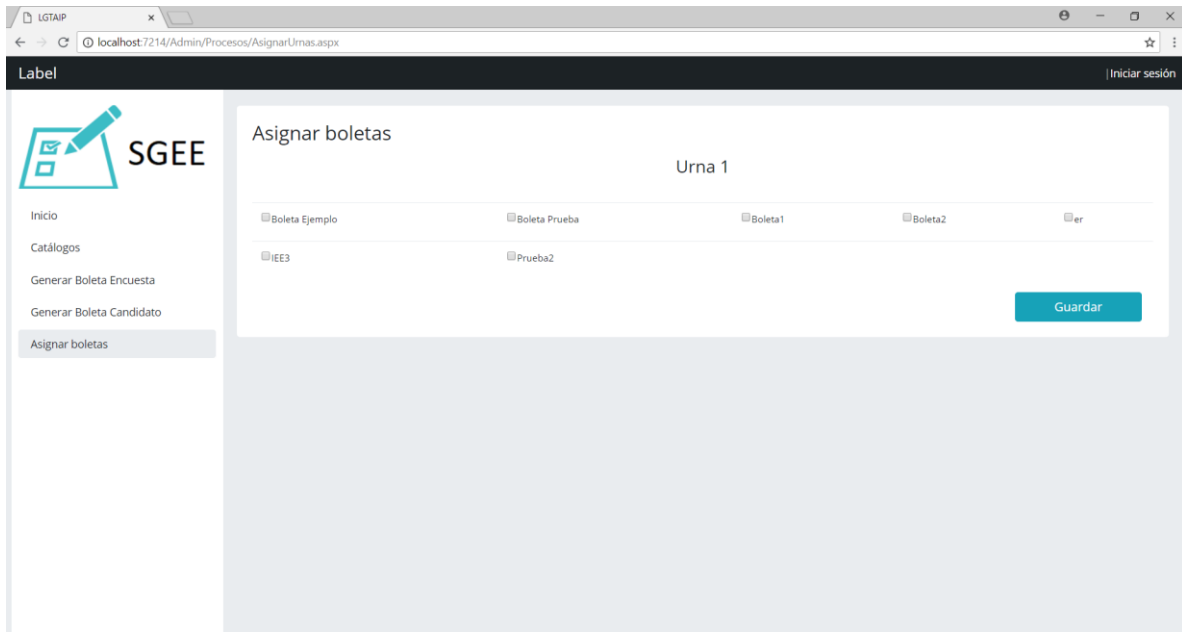 LGTAIP
localhost:7214/Admin/Procesos/AsignarUrnas.aspx
Label
|Iniciar sesión
SGEE
Inicio
Catálogos
Generar Boleta Encuesta
Generar Boleta Candidato
Asignar boletas
Asignar boletas
Urna 1
Boleta Ejemplo
Boleta Prueba
Boleta1
Boleta2
er
IEE3
Prueba2
Guardar